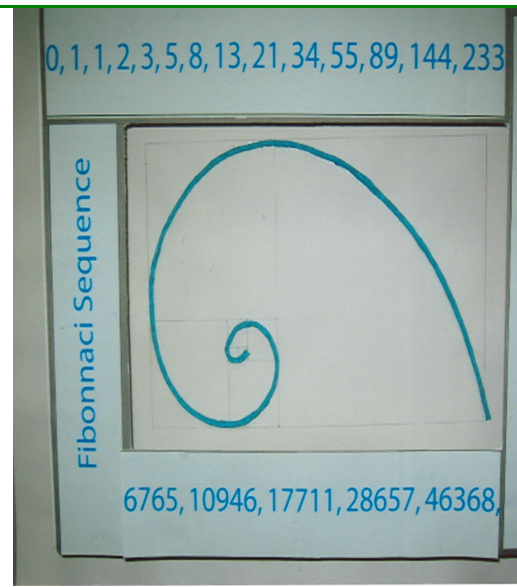 0, 1, 1, 2, 3, 5, 8, 13, 21, 34, 55, 89, 144, 233
Fibonnaci Sequence
6765, 10946, 17711, 28657, 46368,